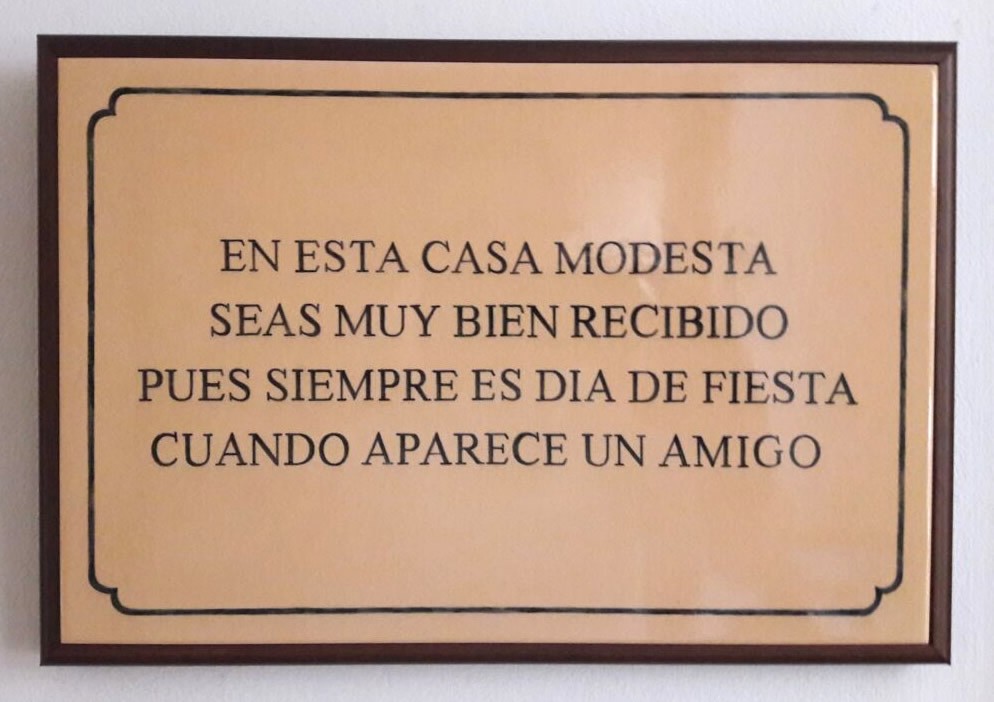 EN ESTA CASA MODESTA
SEAS MUY BIEN RECIBIDO
PUES SIEMPRE ES DIA DE FIESTA
CUANDO APARECE UN AMIGO